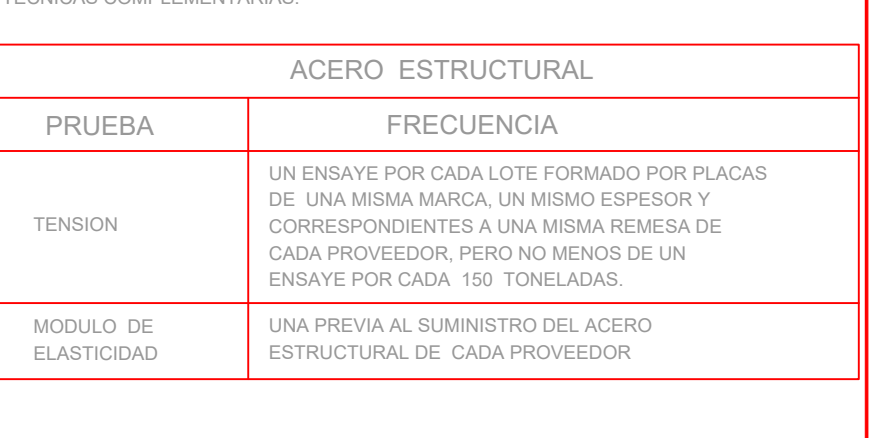 TECNICAS COMPLEMENTARIAS.
ACERO ESTRUCTURAL
PRUEBA
FRECUENCIA
TENSION
UN ENSAYE POR CADA LOTE FORMADO POR PLACAS
DE UNA MISMA MARCA, UN MISMO ESPESOR Y
CORRESPONDIENTES A UNA MISMA REMESA DE
CADA PROVEEDOR, PERO NO MENOS DE UN
ENSAYE POR CADA 150 TONELADAS.
MODULO DE
ELASTICIDAD
UNA PREVIA AL SUMINISTRO DEL ACERO
ESTRUCTURAL DE CADA PROVEEDOR